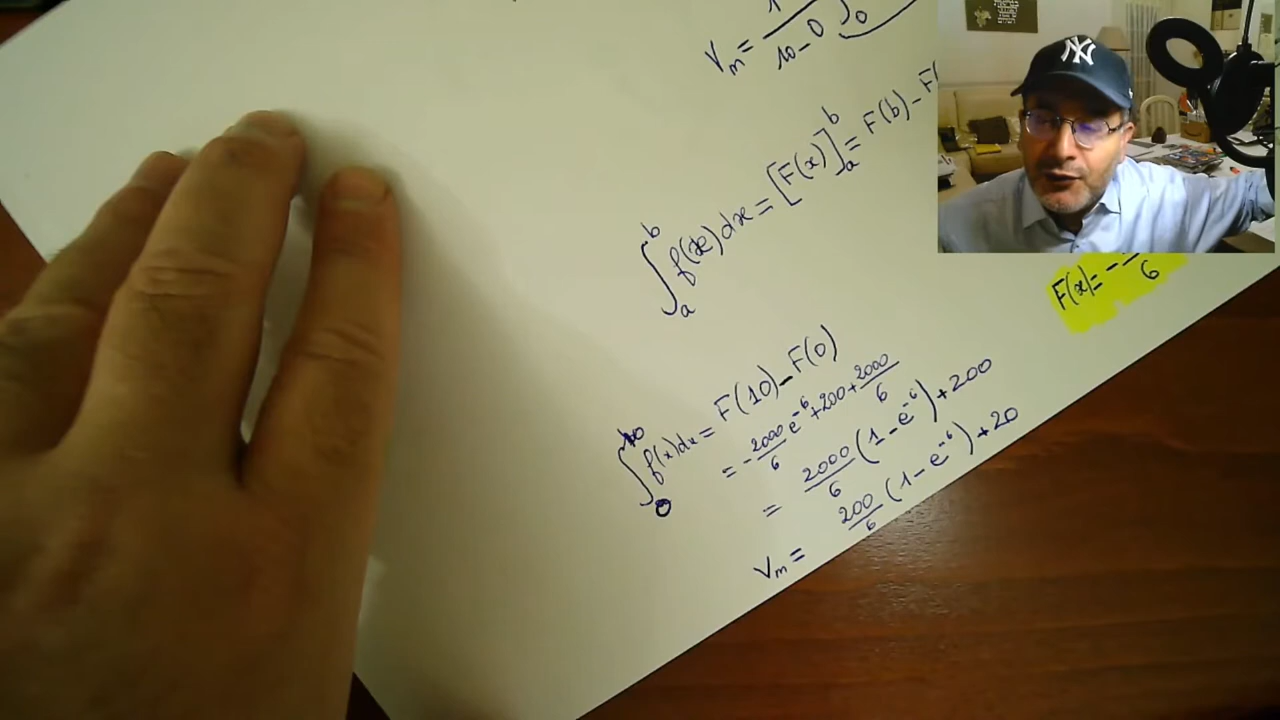 NY
V_m = 1/(10-0) ∫_0
∫_a^b f(x)dx = [F(x)]_a^b = F(b) - F(
F(x) = - /6
∫_0^10 f(x)dx = F(10) - F(0)
= - 2000/6 e^-6 + 200 + 2000/6
= 2000/6 (1 - e^-6) + 200
V_m = 200/6 (1 - e^-6) + 20